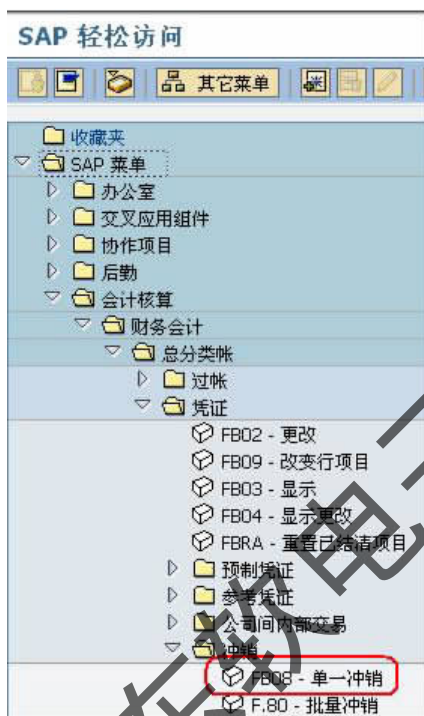 SAP 轻松访问
其它菜单
收藏夹
SAP 菜单
办公室
交叉应用组件
协作项目
后勤
会计核算
财务会计
总分类帐
过帐
凭证
FB02 - 更改
FB09 - 改变行项目
FB03 - 显示
FB04 - 显示更改
FBRA - 重置已结清项目
预制凭证
参考凭证
公司间内部交易
冲销
FB08 - 单一冲销
F.80 - 批量冲销